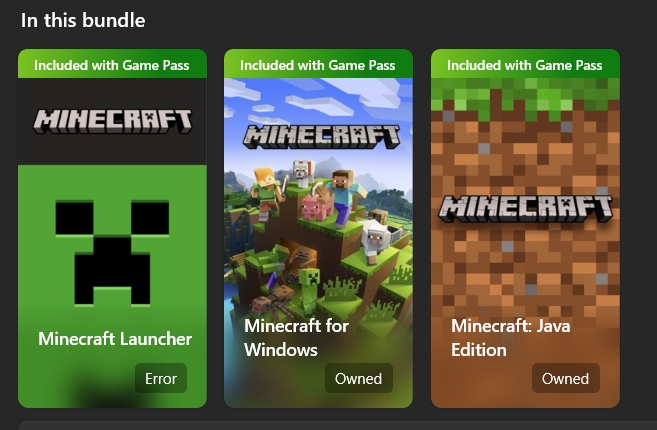 In this bundle
Included with Game Pass
MINECRAFT
Minecraft Launcher
Error
Included with Game Pass
MINECRAFT
Minecraft for
Windows
Owned
Included with Game Pass
MINECRAFT
Minecraft: Java
Edition
Owned